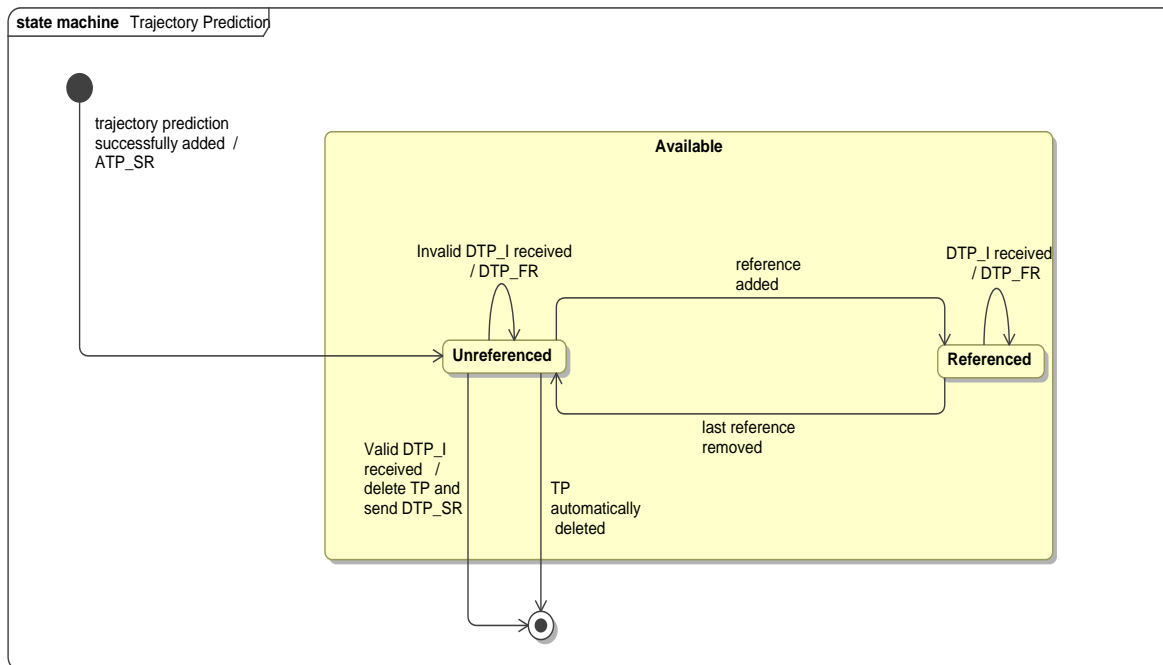 state machine Trajectory Prediction
trajectory prediction
successfully added /
ATP_SR
Available
Invalid DTP_I received
/ DTP_FR
reference
added
DTP_I received
/ DTP_FR
Unreferenced
Referenced
last reference
removed
Valid DTP_I
received /
delete TP and
send DTP_SR
TP
automatically
deleted